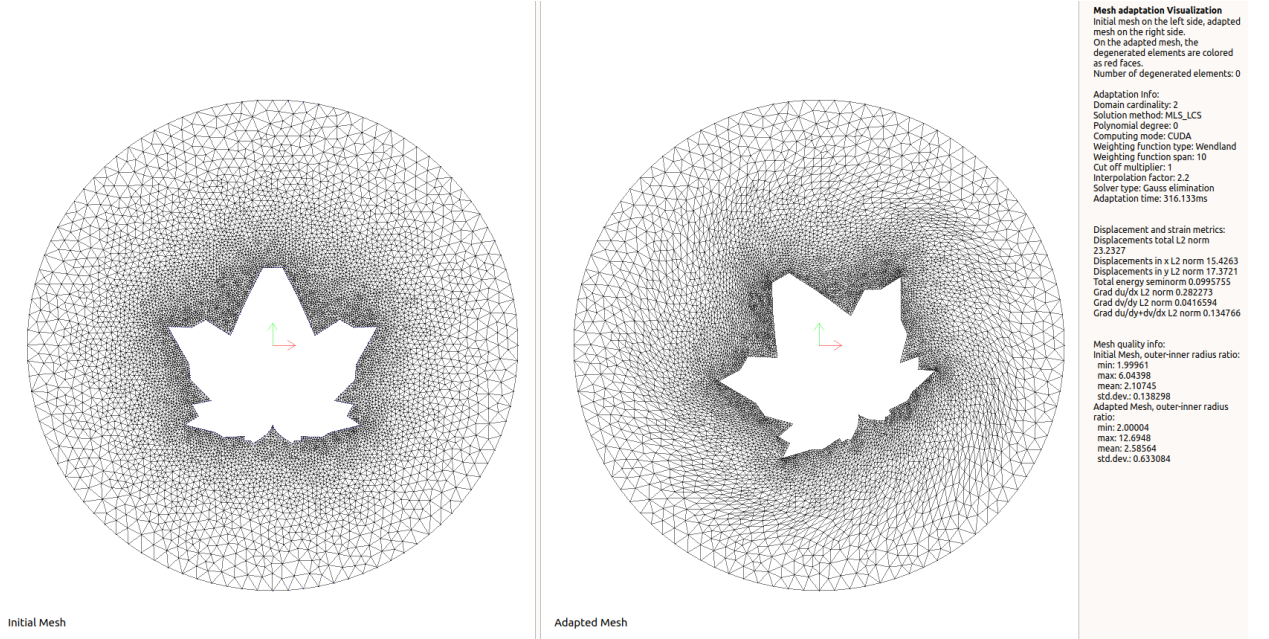 Mesh adaptation Visualization
Initial mesh on the left side, adapted
mesh on the right side.
On the adapted mesh, the
degenerated elements are colored
as red faces.
Number of degenerated elements: 0
Adaptation Info:
Domain cardinality: 2
Solution method: MLS_LCS
Polynomial degree: 0
Computing mode: CUDA
Weighting function type: Wendland
Weighting function span: 10
Cut off multiplier: 1
Interpolation factor: 2.2
Solver type: Gauss elimination
Adaptation time: 316.133ms
Displacement and strain metrics:
Displacements total L2 norm
23.2327
Displacements in x L2 norm 15.4263
Displacements in y L2 norm 17.3721
Total energy seminorm 0.0995755
Grad du/dx L2 norm 0.282273
Grad dv/dy L2 norm 0.0416594
Grad du/dy+dv/dx L2 norm 0.134766
Mesh quality info:
Initial Mesh, outer-inner radius ratio:
min: 1.99961
max: 6.04398
mean: 2.10745
std.dev.: 0.138298
Adapted Mesh, outer-inner radius
ratio:
min: 2.00004
max: 12.6948
mean: 2.58564
std.dev.: 0.633084
Initial Mesh
Adapted Mesh